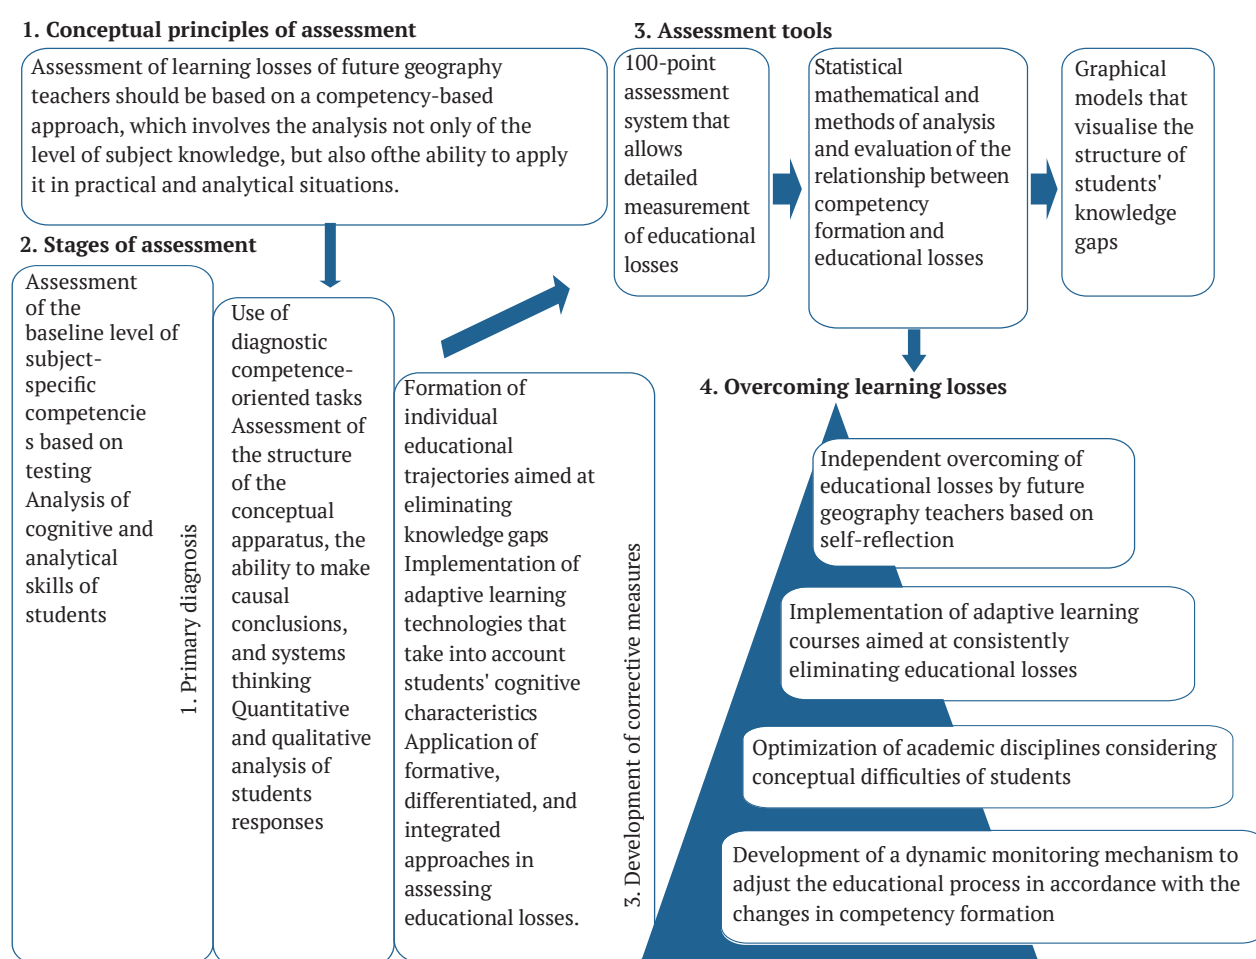 1. Conceptual principles of assessment
Assessment of learning losses of future geography
teachers should be based on a competency-based
approach, which involves the analysis not only of the
level of subject knowledge, but also ofthe ability to apply
it in practical and analytical situations.
2. Stages of assessment
Assessment
of the
baseline level of
subject-
specific
competencie
s based on
testing
Analysis of
cognitive and
analytical
skills of
students
1. Primary diagnosis
Use of
diagnostic
competence-
oriented tasks
Assessment of
the structure
of the
conceptual
apparatus, the
ability to make
causal
conclusions,
and systems
thinking
Quantitative
and qualitative
analysis of
students
responses
Formation of
individual
educational
trajectories aimed at
eliminating
knowledge gaps
Implementation of
adaptive learning
technologies that
take into account
students' cognitive
characteristics
Application of
formative,
differentiated, and
integrated
approaches in
assessing
educational losses.
3. Development of corrective measures
3. Assessment tools
100-point
assessment
system that
allows
detailed
measurement
of educational
losses
Statistical
mathematical and
methods of analysis
and evaluation of the
relationship between
competency
formation and
educational losses
Graphical
models that
visualise the
structure of
students'
knowledge
gaps
4. Overcoming learning losses
Independent overcoming of
educational losses by future
geography teachers based on
self-reflection
Implementation of adaptive learning
courses aimed at consistently
eliminating educational losses
Optimization of academic disciplines considering
conceptual difficulties of students
Development of a dynamic monitoring mechanism to
adjust the educational process in accordance with the
changes in competency formation